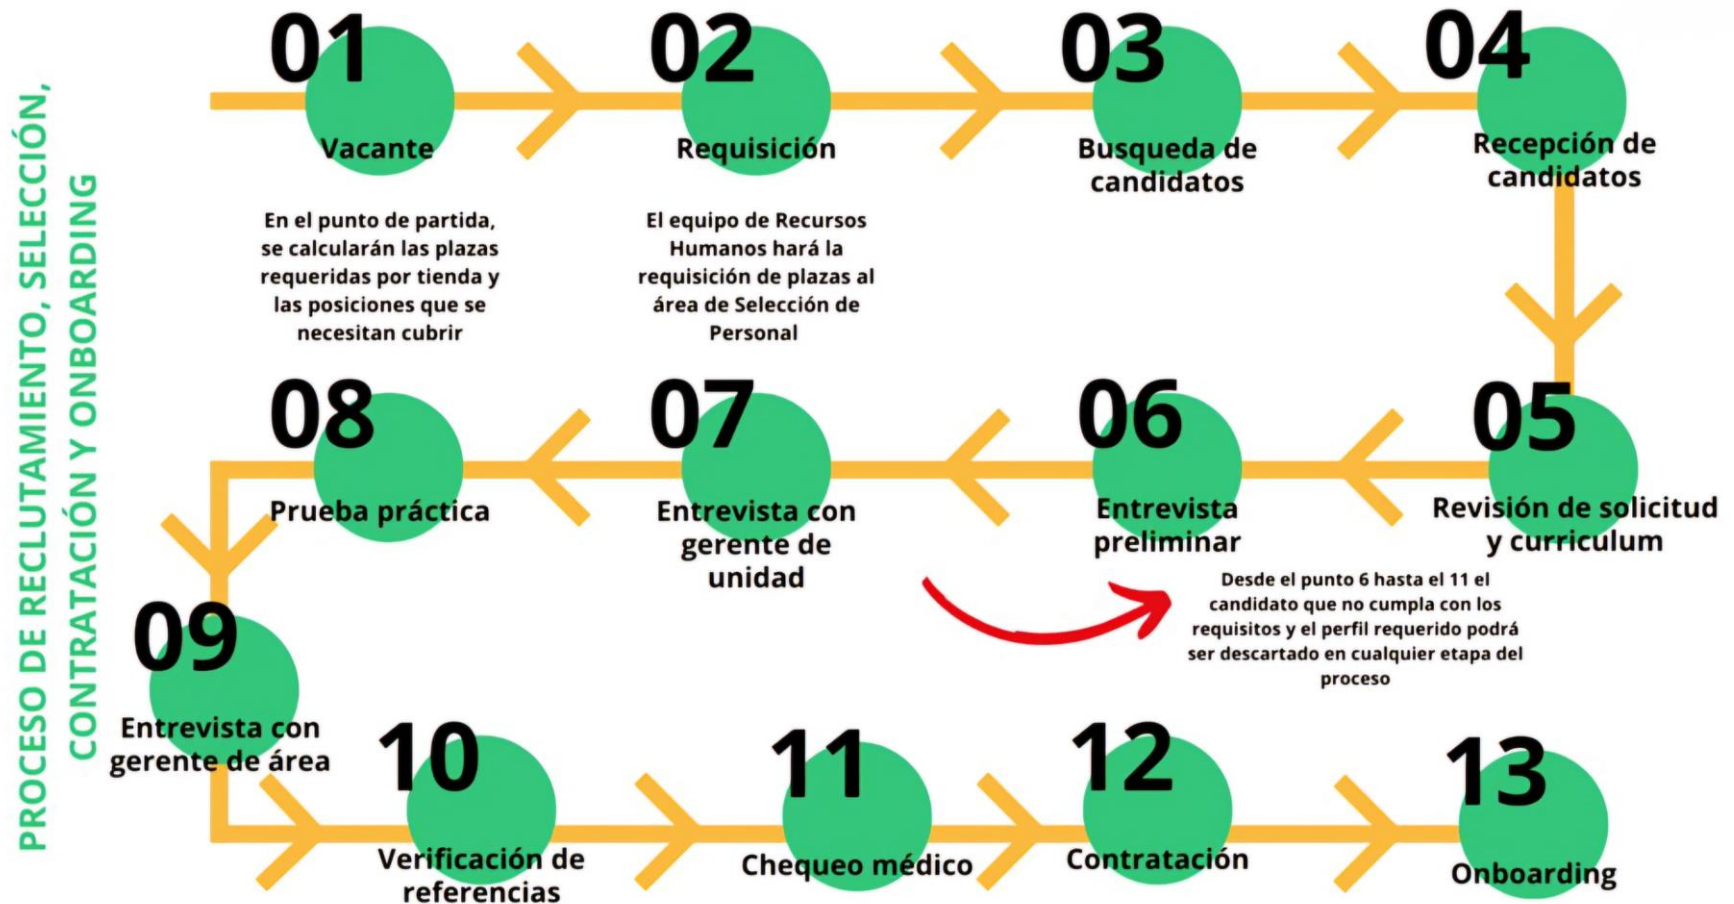 PROCESO DE RECLUTAMIENTO, SELECCIÓN,
CONTRATACIÓN Y ONBOARDING
01
Vacante
En el punto de partida,
se calcularán las plazas
requeridas por tienda y
las posiciones que se
necesitan cubrir
02
Requisición
El equipo de Recursos
Humanos hará la
requisición de plazas al
área de Selección de
Personal
03
Busqueda de
candidatos
04
Recepción de
candidatos
05
Revisión de solicitud
y curriculum
06
Entrevista
preliminar
Desde el punto 6 hasta el 11 el
candidato que no cumpla con los
requisitos y el perfil requerido podrá
ser descartado en cualquier etapa del
proceso
07
Entrevista con
gerente de
unidad
08
Prueba práctica
09
Entrevista con
gerente de área
10
Verificación de
referencias
11
Chequeo médico
12
Contratación
13
Onboarding